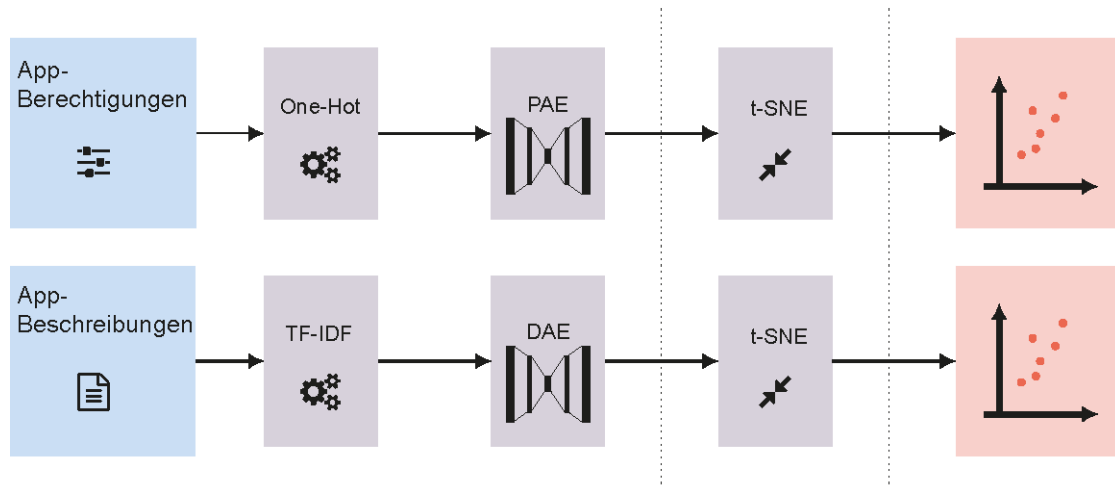 App-
Berechtigungen
One-Hot
PAE
t-SNE
App-
Beschreibungen
TF-IDF
DAE
t-SNE